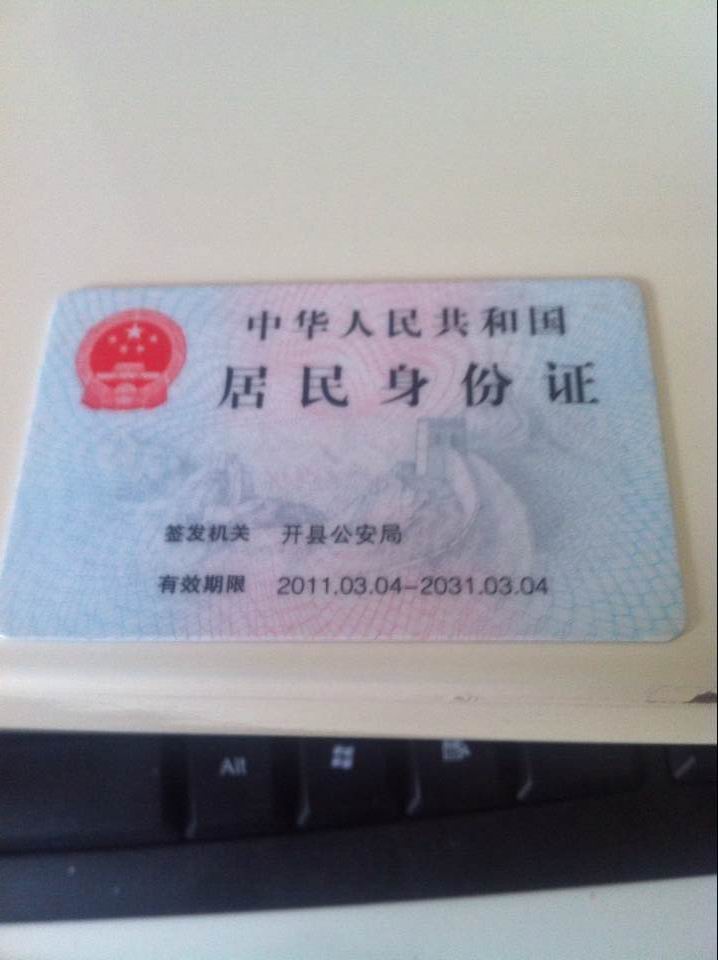 中华人民共和国
居民身份证
签发机关 开县公安局
有效期限 2011.03.04-2031.03.04
Alt